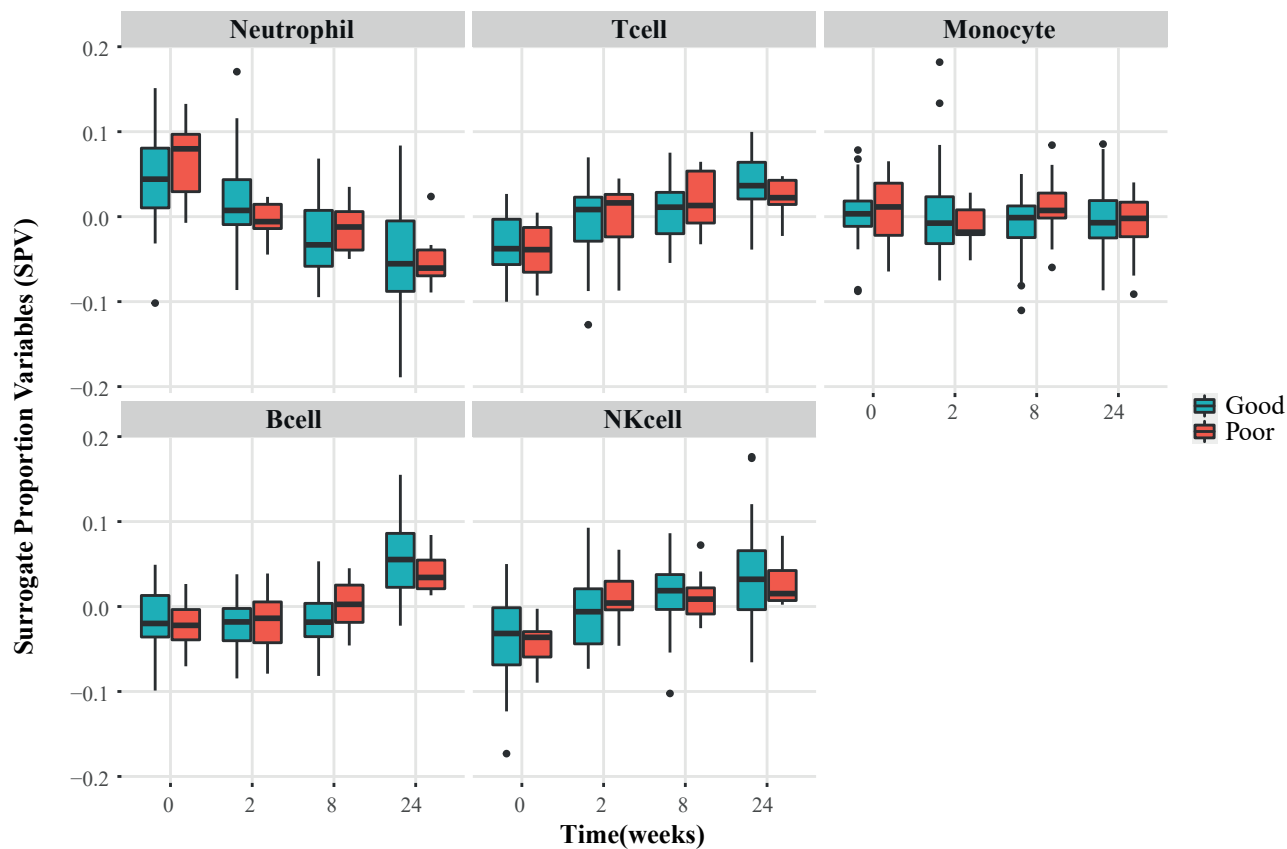 Neutrophil
Tcell
Monocyte
0.2
0.1
0.0
−0.1
−0.2
0
2
8
24
Bcell
NKcell
0.2
0.1
0.0
−0.1
−0.2
0
2
8
24
0
2
8
24
Time(weeks)
Surrogate Proportion Variables (SPV)
Good
Poor